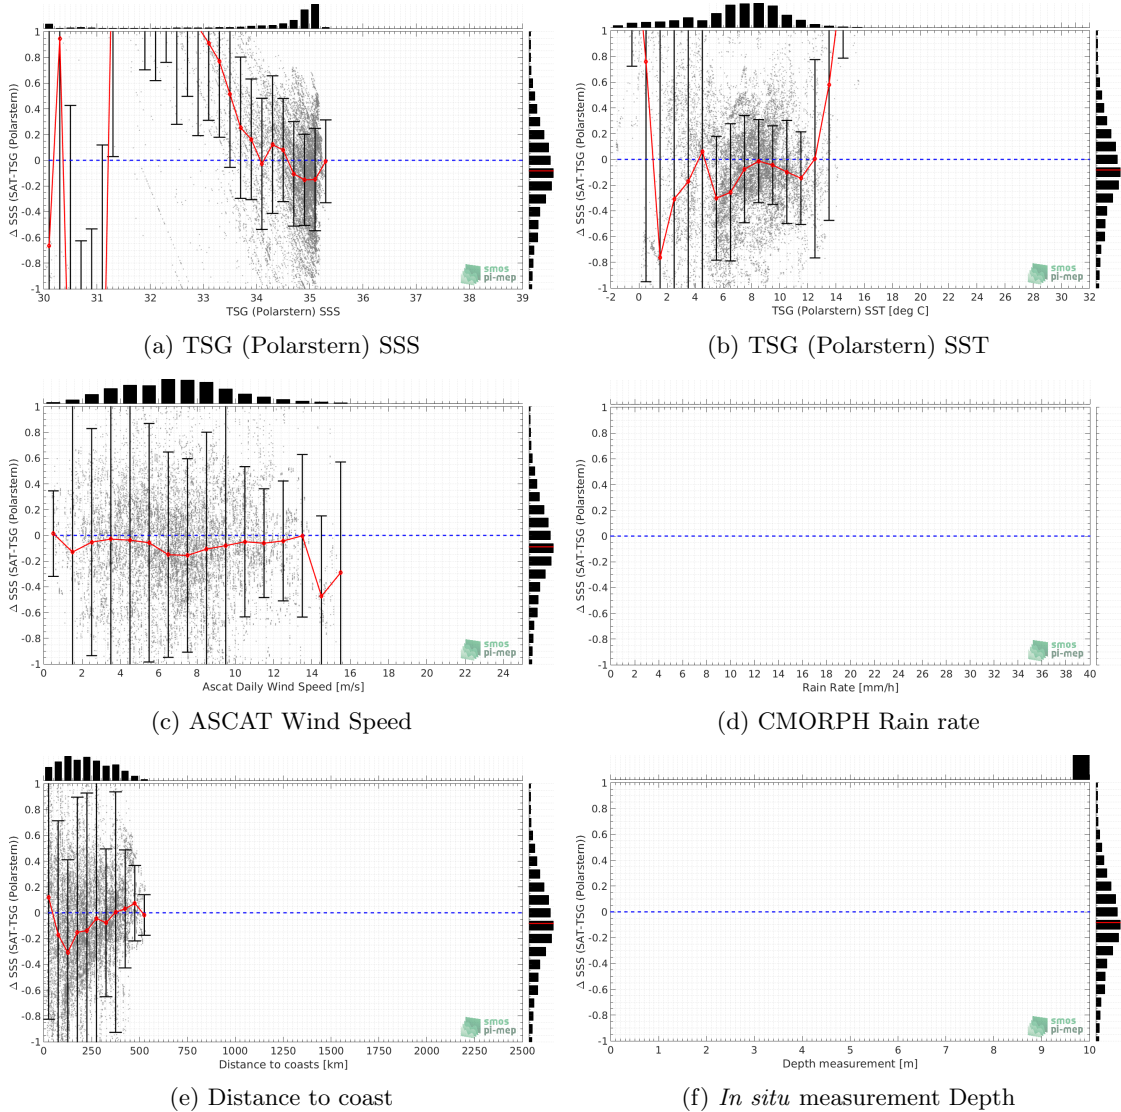 1
0.8
0.6
0.4
0.2
0
-0.2
-0.4
-0.6
-0.8
-1
Δ SSS (SAT-TSG (Polarstern))
30 31 32 33 34 35 36 37 38 39
TSG (Polarstern) SSS
smos
pi-mep
(a) TSG (Polarstern) SSS
1
0.8
0.6
0.4
0.2
0
-0.2
-0.4
-0.6
-0.8
-1
Δ SSS (SAT-TSG (Polarstern))
-2 0 2 4 6 8 10 12 14 16 18 20 22 24 26 28 30 32
TSG (Polarstern) SST [deg C]
smos
pi-mep
(b) TSG (Polarstern) SST
1
0.8
0.6
0.4
0.2
0
-0.2
-0.4
-0.6
-0.8
-1
Δ SSS (SAT-TSG (Polarstern))
0 2 4 6 8 10 12 14 16 18 20 22 24
Ascat Daily Wind Speed [m/s]
smos
pi-mep
(c) ASCAT Wind Speed
1
0.8
0.6
0.4
0.2
0
-0.2
-0.4
-0.6
-0.8
-1
Δ SSS (SAT-TSG (Polarstern))
0 2 4 6 8 10 12 14 16 18 20 22 24 26 28 30 32 34 36 38 40
Rain Rate [mm/h]
smos
pi-mep
(d) CMORPH Rain rate
1
0.8
0.6
0.4
0.2
0
-0.2
-0.4
-0.6
-0.8
-1
Δ SSS (SAT-TSG (Polarstern))
0 250 500 750 1000 1250 1500 1750 2000 2250 2500
Distance to coasts [km]
smos
pi-mep
(e) Distance to coast
1
0.8
0.6
0.4
0.2
0
-0.2
-0.4
-0.6
-0.8
-1
Δ SSS (SAT-TSG (Polarstern))
0 1 2 3 4 5 6 7 8 9 10
Depth measurement [m]
smos
pi-mep
(f) In situ measurement Depth